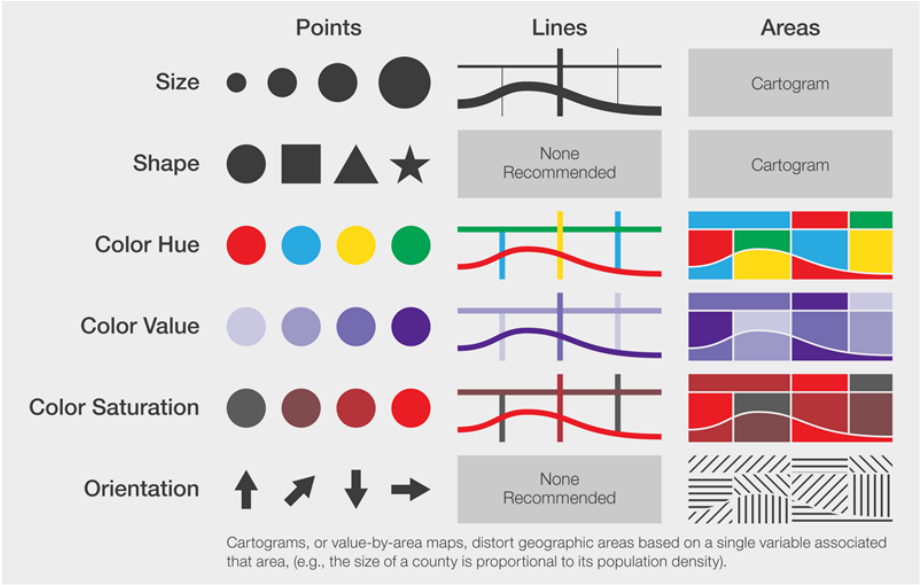 Points Lines Areas
Size
Cartogram
Shape
None
Recommended
Cartogram
Color Hue
Color Value
Color Saturation
Orientation
None
Recommended
Cartograms, or value-by-area maps, distort geographic areas based on a single variable associated
that area, (e.g., the size of a county is proportional to its population density).